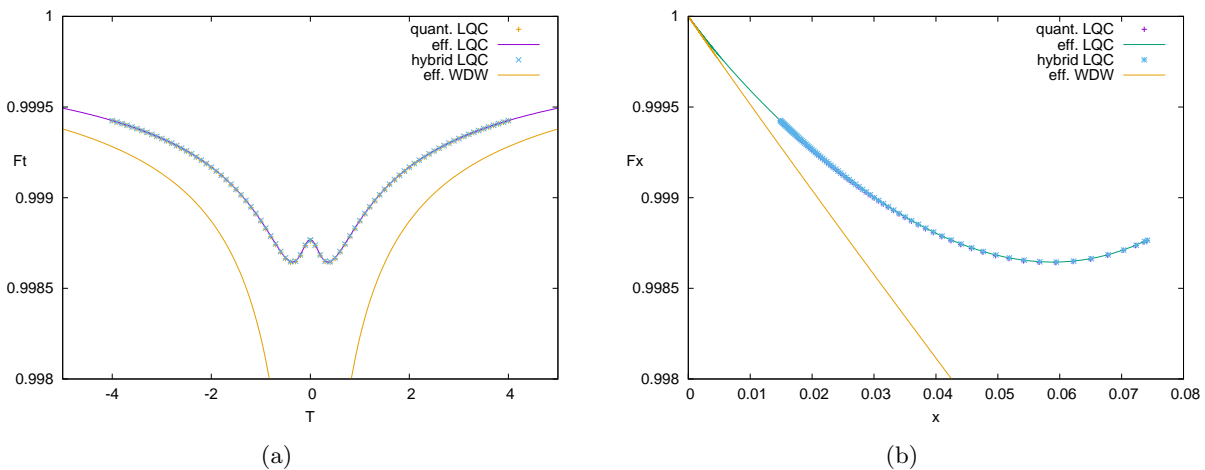 1
0.9995
0.999
0.9985
0.998
Ft
-4
-2
0
2
4
T
quant. LQC
eff. LQC
hybrid LQC
eff. WDW
(a)
1
0.9995
0.999
0.9985
0.998
Fx
0
0.01
0.02
0.03
0.04
0.05
0.06
0.07
0.08
x
quant. LQC
eff. LQC
hybrid LQC
eff. WDW
(b)